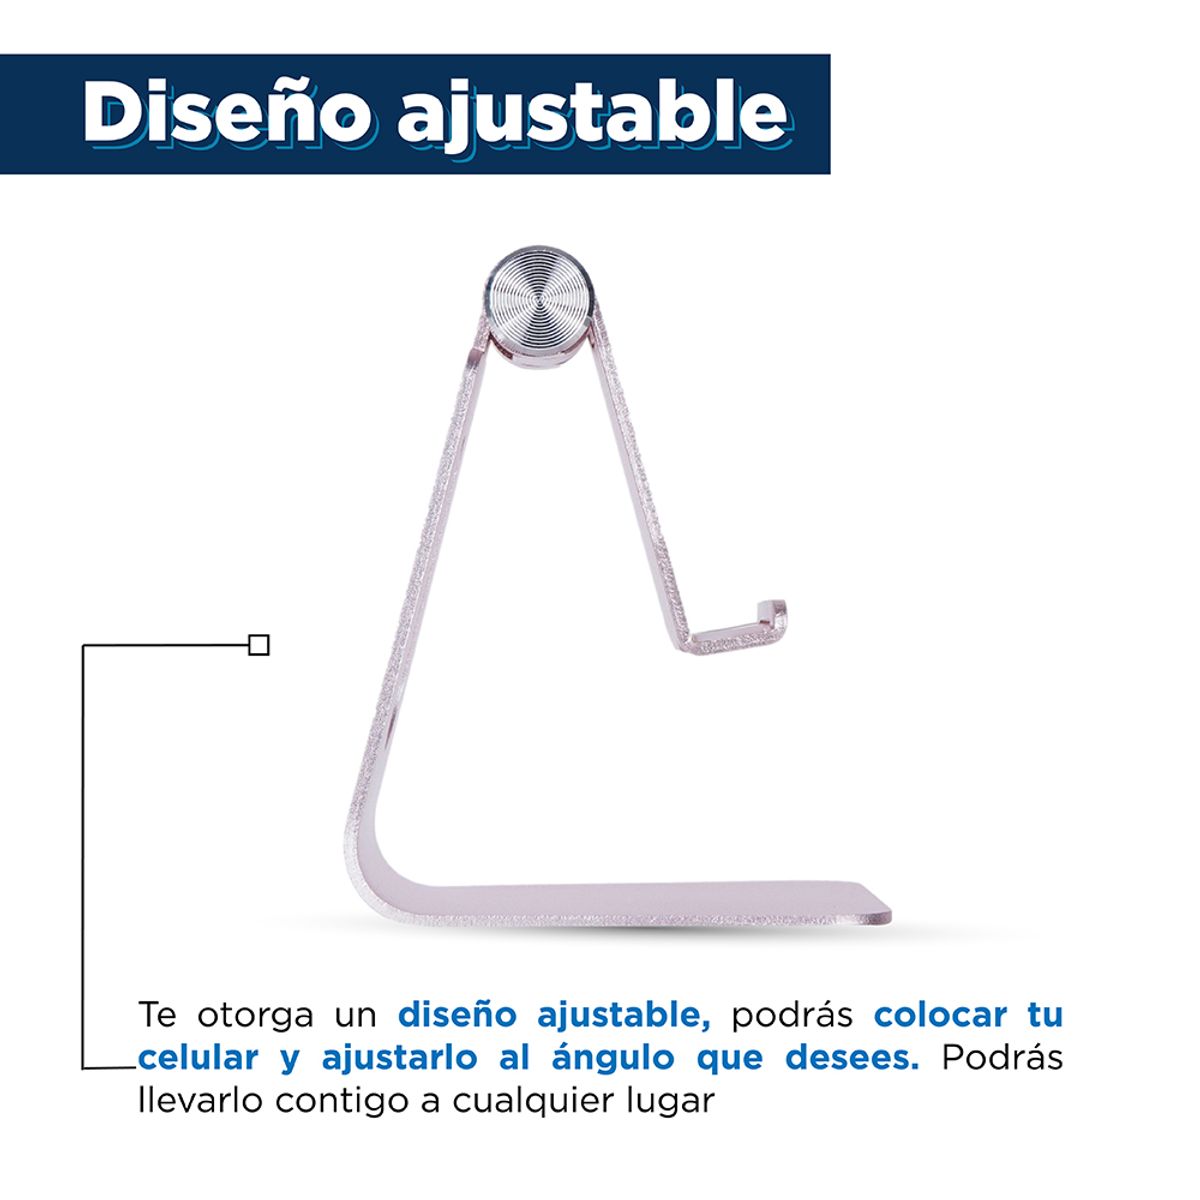 Diseño ajustable
Te otorga un diseño ajustable, podrás colocar tu
celular y ajustarlo al ángulo que desees. Podrás
llevarlo contigo a cualquier lugar